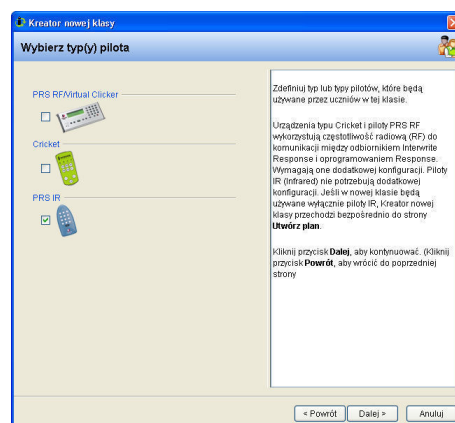 Kreator nowej klasy
Wybierz typ(y) pilota
PRS RF/Virtual Clicker
Cricket
PRS IR
Zdefiniuj typ lub typy pilotów, które będą
używane przez uczniów w tej klasie.
Urządzenia typu Cricket i piloty PRS RF
wykorzystują częstotliwość radiową (RF) do
komunikacji między odbiornikiem Interwrite
Response i oprogramowaniem Response.
Wymagają one dodatkowej konfiguracji. Piloty
IR (Infrared) nie potrzebują dodatkowej
konfiguracji. Jeśli w nowej klasie będą
używane wyłącznie piloty IR, Kreator nowej
klasy przechodzi bezpośrednio do strony
Utwórz plan.
Kliknij przycisk Dalej, aby kontynuować. (Kliknij
przycisk Powrót, aby wrócić do poprzedniej
strony
« Powrót
Dalej »
Anuluj